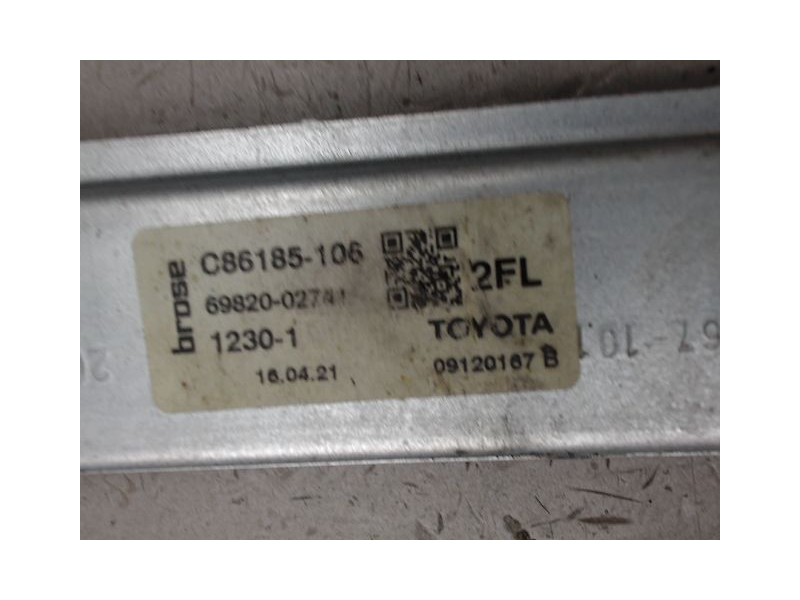 brose
C86185-106
2FL
69820-02741
TOYOTA
1230-1
16.04.21
09120167 B